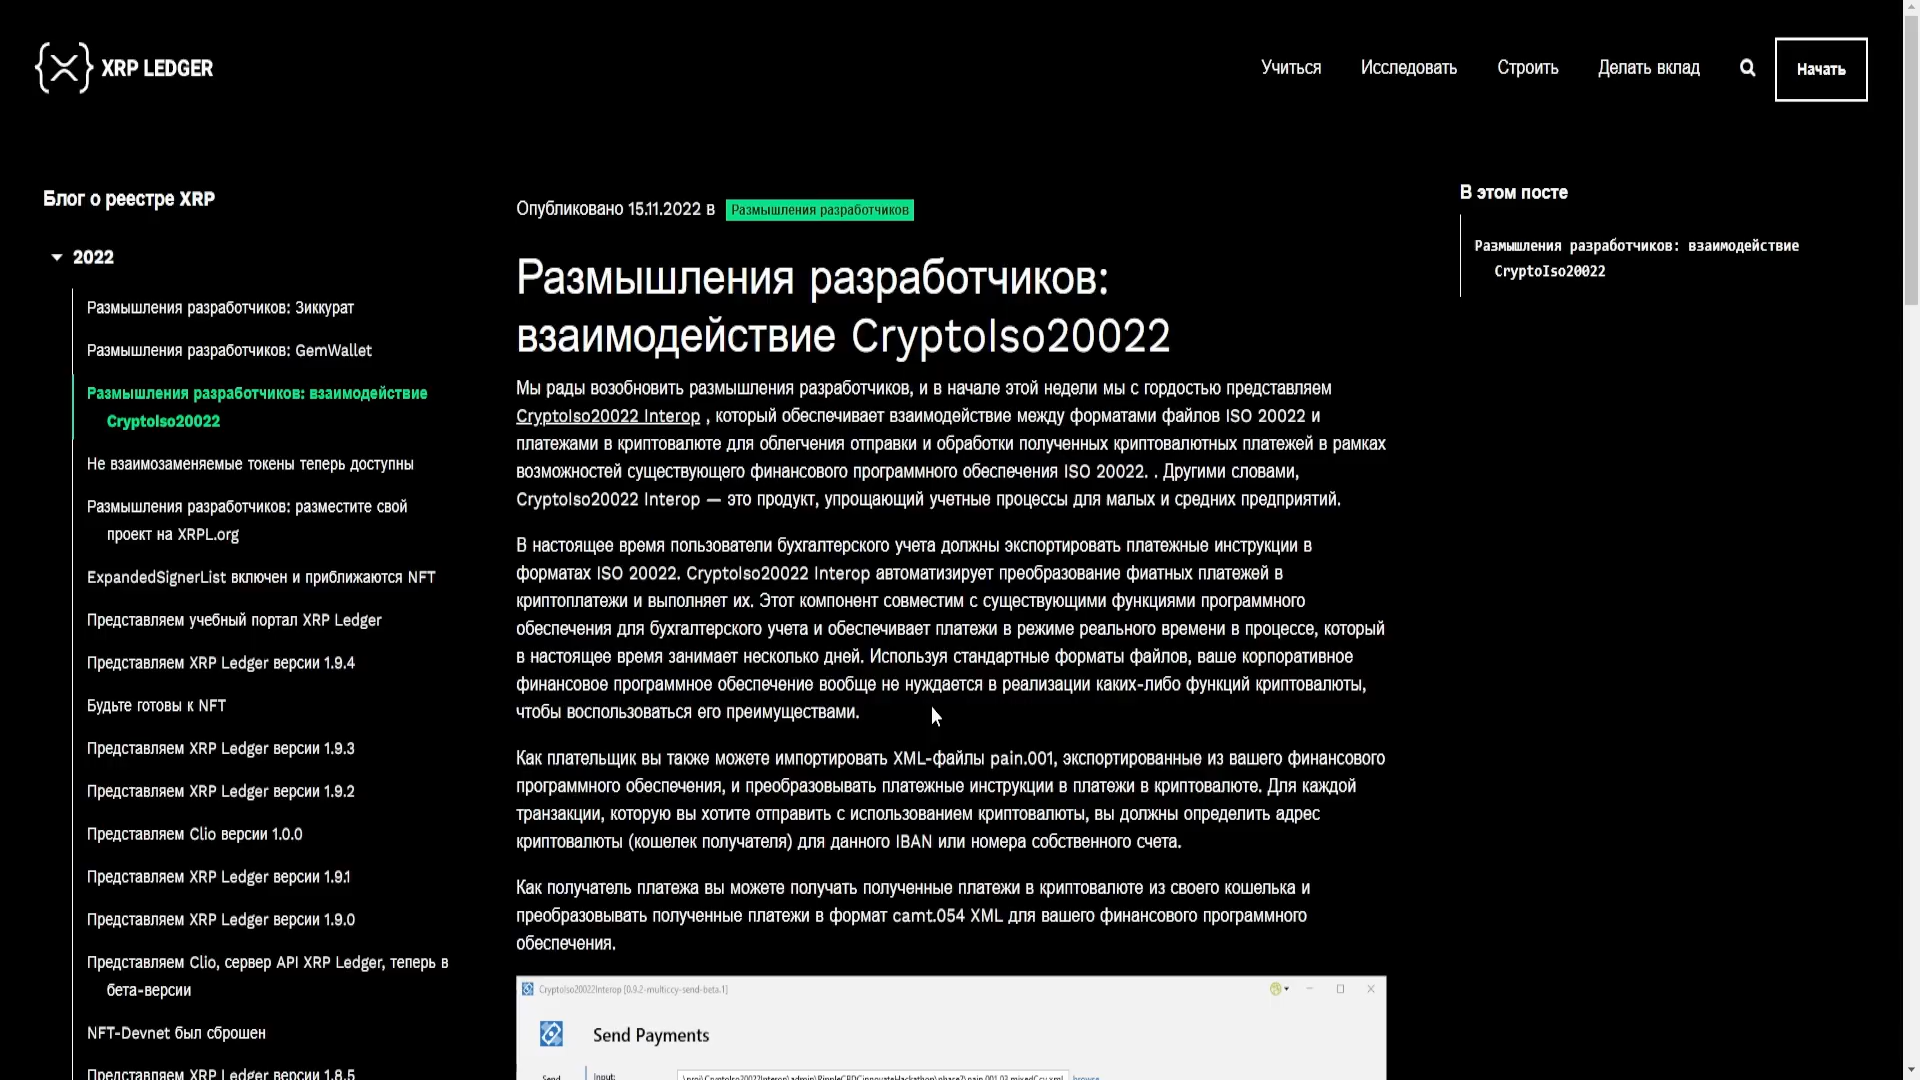 XRP LEDGER
Учиться
Исследовать
Строить
Делать вклад
Начать
Блог о реестре XRP
2022
Размышления разработчиков: Зиккурат
Размышления разработчиков: GemWallet
Размышления разработчиков: взаимодействие
CryptoIso20022
Не взаимозаменяемые токены теперь доступны
Размышления разработчиков: разместите свой
проект на XRPL.org
ExpandedSignerList включен и приближаются NFT
Представляем учебный портал XRP Ledger
Представляем XRP Ledger версии 1.9.4
Будьте готовы к NFT
Представляем XRP Ledger версии 1.9.3
Представляем XRP Ledger версии 1.9.2
Представляем Clio версии 1.0.0
Представляем XRP Ledger версии 1.9.1
Представляем XRP Ledger версии 1.9.0
Представляем Clio, сервер API XRP Ledger, теперь в
бета-версии
NFT-Devnet был сброшен
Представляем XRP Ledger версии 1.8.5
Опубликовано 15.11.2022 в Размышления разработчиков
Размышления разработчиков:
взаимодействие CryptoIso20022
Мы рады возобновить размышления разработчиков, и в начале этой недели мы с гордостью представляем
CryptoIso20022 Interop , который обеспечивает взаимодействие между форматами файлов ISO 20022 и
платежами в криптовалюте для облегчения отправки и обработки полученных криптовалютных платежей в рамках
возможностей существующего финансового программного обеспечения ISO 20022. . Другими словами,
CryptoIso20022 Interop — это продукт, упрощающий учетные процессы для малых и средних предприятий.
В настоящее время пользователи бухгалтерского учета должны экспортировать платежные инструкции в
форматах ISO 20022. CryptoIso20022 Interop автоматизирует преобразование фиатных платежей в
криптоплатежи и выполняет их. Этот компонент совместим с существующими функциями программного
обеспечения для бухгалтерского учета и обеспечивает платежи в режиме реального времени в процессе, который
в настоящее время занимает несколько дней. Используя стандартные форматы файлов, ваше корпоративное
финансовое программное обеспечение вообще не нуждается в реализации каких-либо функций криптовалюты,
чтобы воспользоваться его преимуществами.
Как плательщик вы также можете импортировать XML-файлы pain.001, экспортированные из вашего финансового
программного обеспечения, и преобразовывать платежные инструкции в платежи в криптовалюте. Для каждой
транзакции, которую вы хотите отправить с использованием криптовалюты, вы должны определить адрес
криптовалюты (кошелек получателя) для данного IBAN или номера собственного счета.
Как получатель платежа вы можете получать полученные платежи в криптовалюте из своего кошелька и
преобразовывать полученные платежи в формат camt.054 XML для вашего финансового программного
обеспечения.
CryptoIso20022Interop [0.9.2-multiccy-send-beta.1]
Send Payments
Send
Input:
browse
В этом посте
Размышления разработчиков: взаимодействие
CryptoIso20022